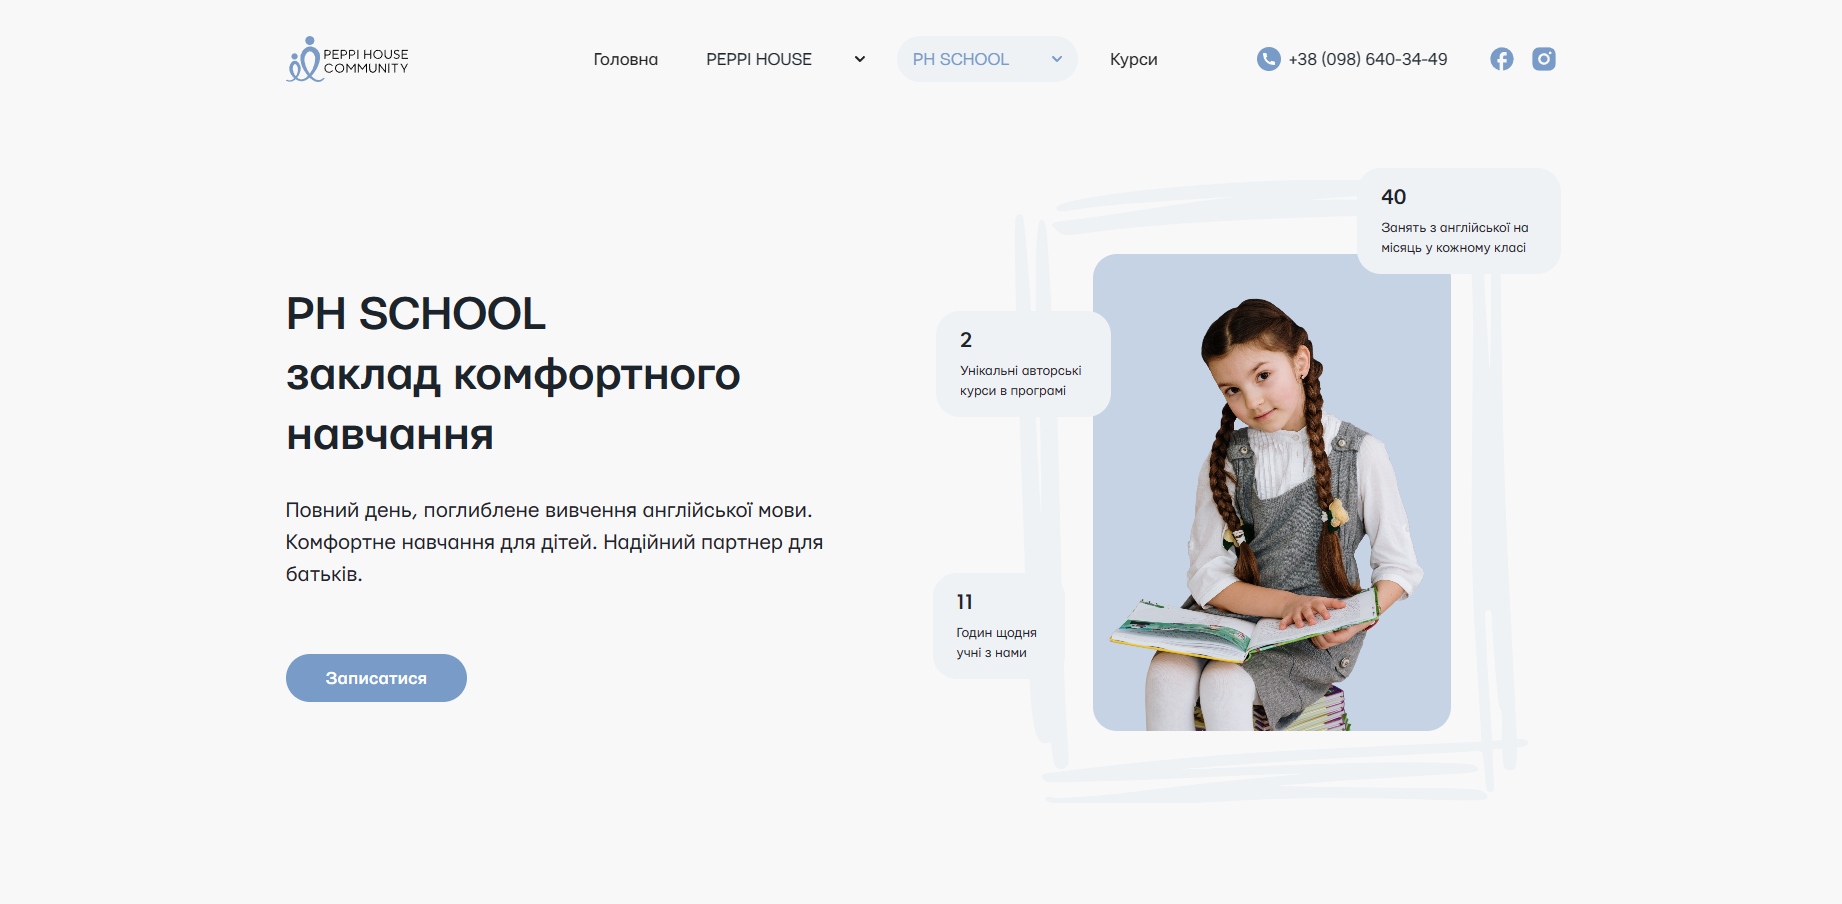 PEPPI HOUSE
COMMUNITY
Головна
PEPPI HOUSE
PH SCHOOL
Курси
+38 (098) 640-34-49
PH SCHOOL
заклад комфортного
навчання
Повний день, поглиблене вивчення англійської мови.
Комфортне навчання для дітей. Надійний партнер для
батьків.
Записатися
40
Занять з англійської на
місяць у кожному класі
2
Унікальні авторські
курси в програмі
11
Годин щодня
учні з нами